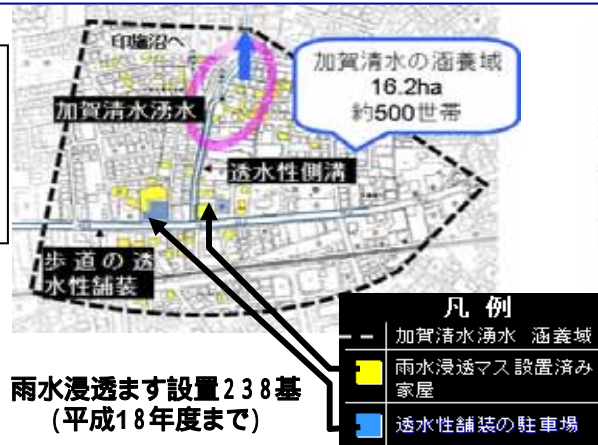 印旛沼へ
加賀清水の涵養域
16.2ha
約500世帯
加賀清水湧水
透水性側溝
歩道の透
水性舗装
凡 例
加賀清水湧水 涵養域
雨水浸透マス設置済み
家屋
透水性舗装の駐車場
雨水浸透ます設置238基
(平成18年度まで)